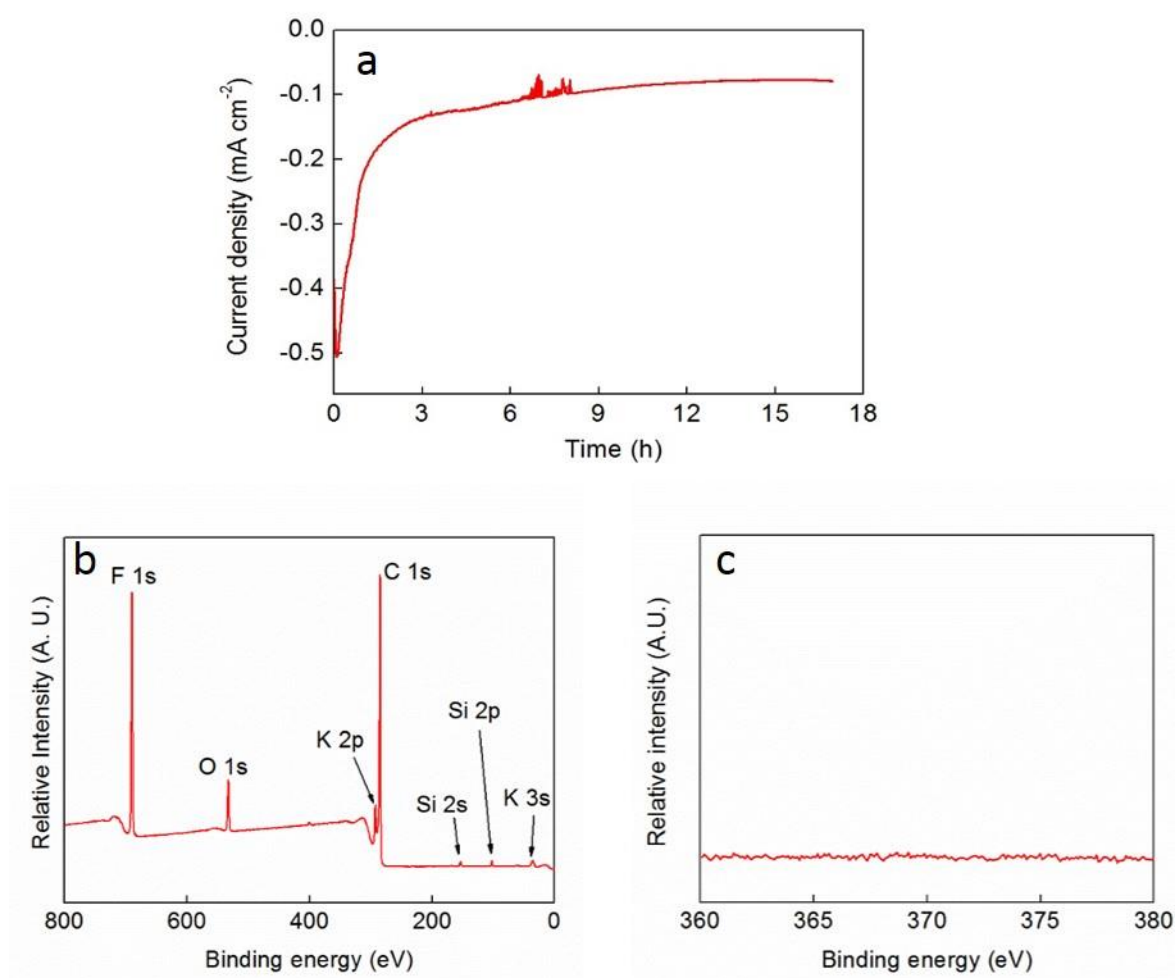 a
0.0
-0.1
-0.2
-0.3
-0.4
-0.5
Current density (mA cm-2)
0 3 6 9 12 15 18
Time (h)
b
F 1s
C 1s
Si 2p
K 2p
O 1s
Si 2s
K 3s
Relative Intensity (A. U.)
800 600 400 200 0
Binding energy (eV)
c
Relative intensity (A.U.)
360 365 370 375 380
Binding energy (eV)